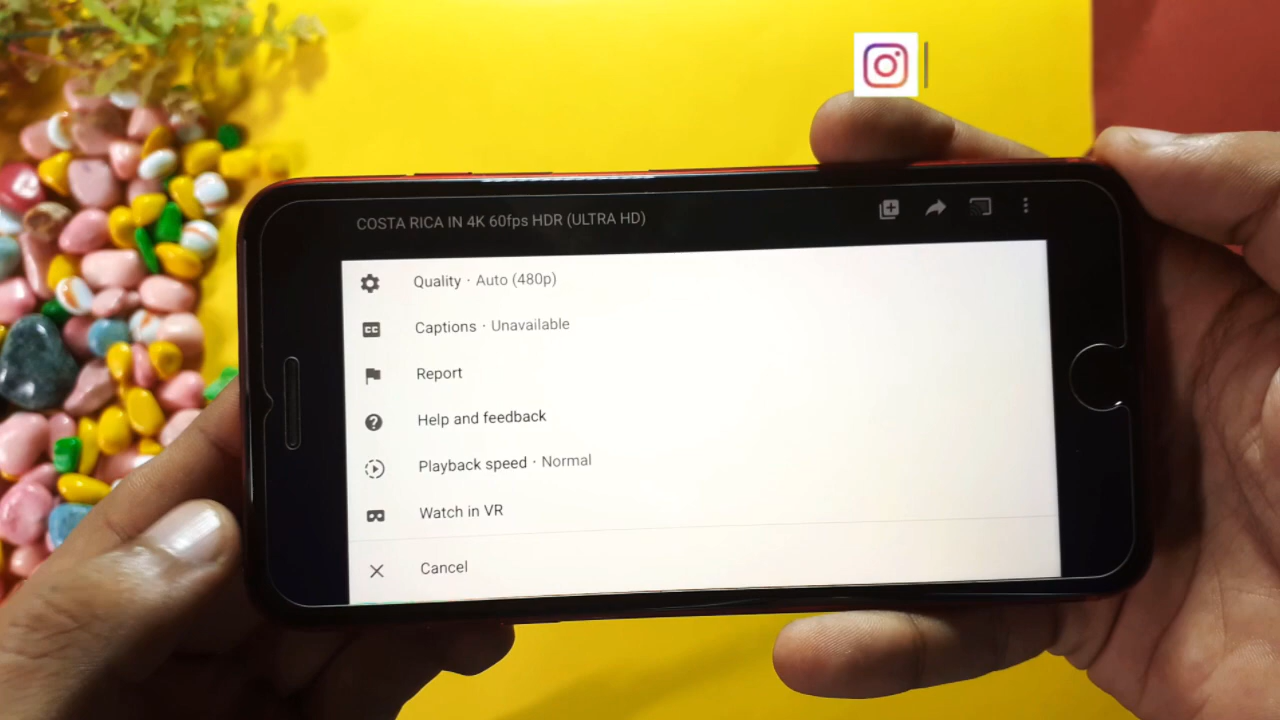 COSTA RICA IN 4K 60fps HDR (ULTRA HD)
Quality · Auto (480p)
CC Captions · Unavailable
Report
? Help and feedback
Playback speed · Normal
Watch in VR
Cancel